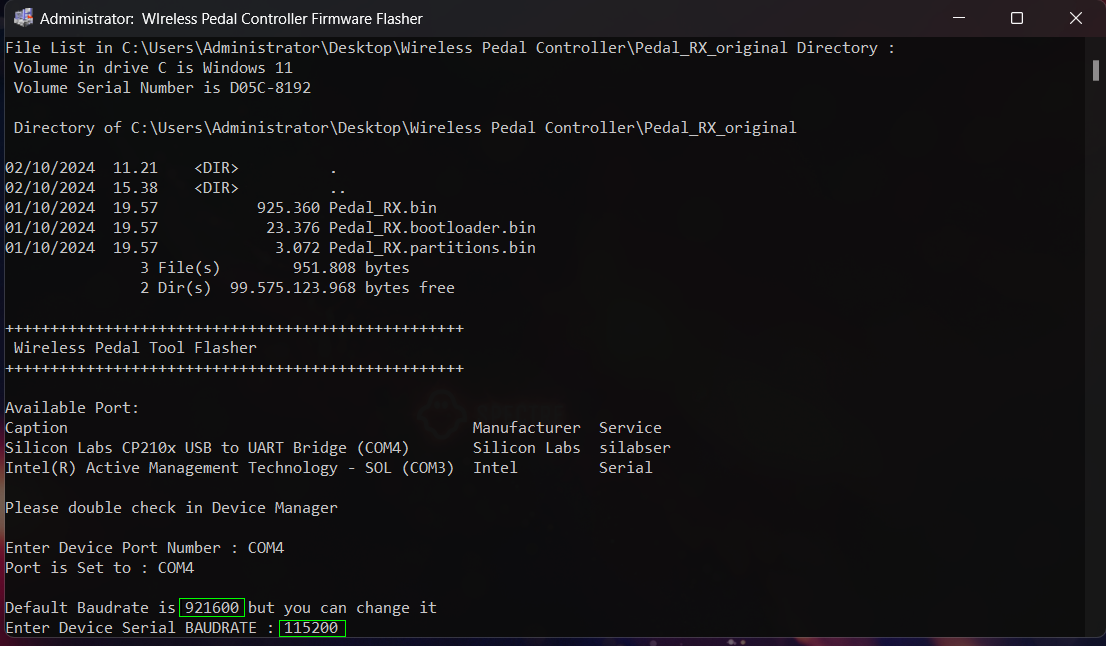 Administrator:  WIreless Pedal Controller Firmware Flasher
File List in C:\Users\Administrator\Desktop\Wireless Pedal Controller\Pedal_RX_original Directory :
 Volume in drive C is Windows 11
 Volume Serial Number is D05C-8192
 Directory of C:\Users\Administrator\Desktop\Wireless Pedal Controller\Pedal_RX_original
02/10/2024  11.21    <DIR>          .
02/10/2024  15.38    <DIR>          ..
01/10/2024  19.57           925.360 Pedal_RX.bin
01/10/2024  19.57            23.376 Pedal_RX.bootloader.bin
01/10/2024  19.57             3.072 Pedal_RX.partitions.bin
               3 File(s)        951.808 bytes
               2 Dir(s)  99.575.123.968 bytes free
+++++++++++++++++++++++++++++++++++++++++++++++++++
 Wireless Pedal Tool Flasher
+++++++++++++++++++++++++++++++++++++++++++++++++++
Available Port:
Caption                                             Manufacturer  Service
Silicon Labs CP210x USB to UART Bridge (COM4)       Silicon Labs  silabser
Intel(R) Active Management Technology - SOL (COM3)  Intel         Serial
Please double check in Device Manager
Enter Device Port Number : COM4
Port is Set to : COM4
Default Baudrate is 921600 but you can change it
Enter Device Serial BAUDRATE : 115200